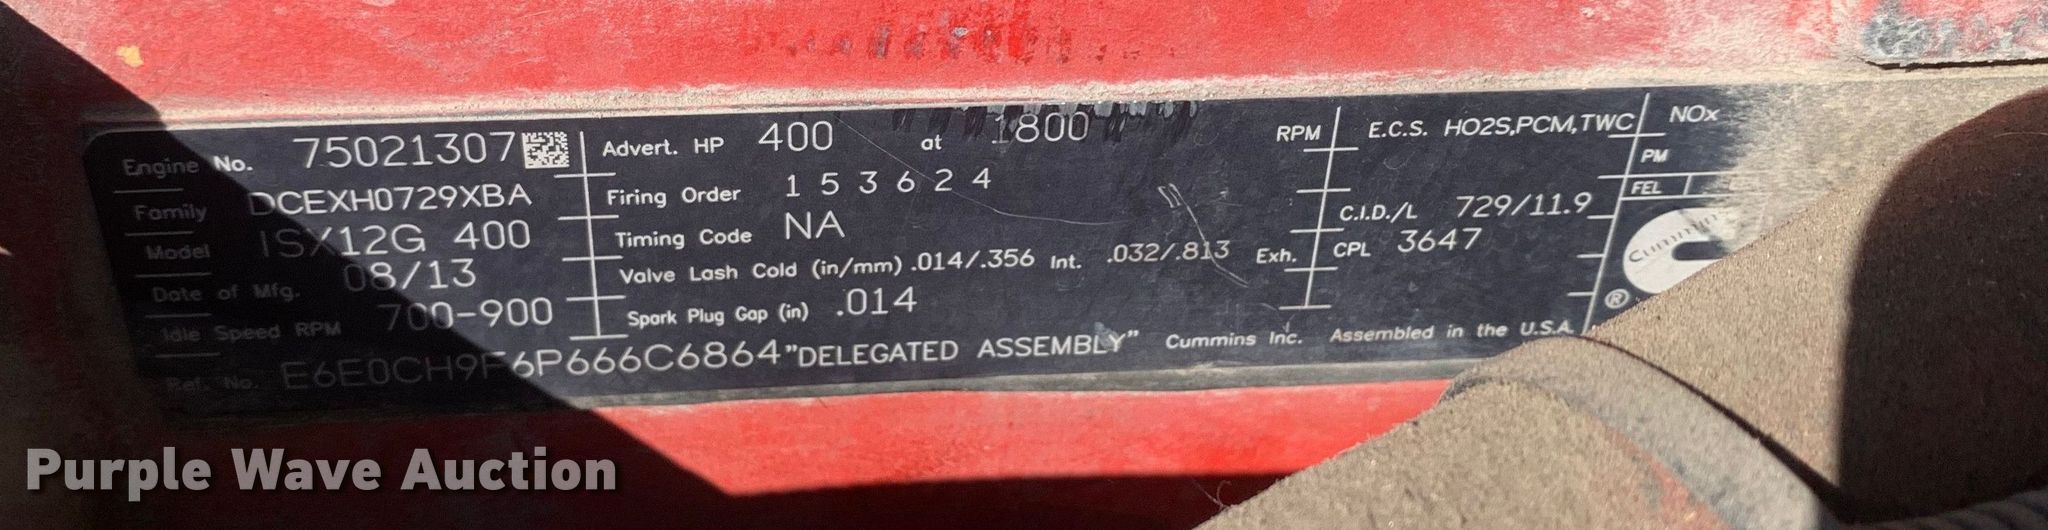 Engine No. 75021307
Family DCEXH0729XBA
Model ISX12G 400
Date of Mfg. 08/13
Idle Speed RPM 700-900
Ref. No. E6E0CH9F6P666C6864"DELEGATED ASSEMBLY" Cummins Inc. Assembled in the U.S.A.
Advert. HP 400 at 1800 RPM
Firing Order 1 5 3 6 2 4
Timing Code NA
Valve Lash Cold (in/mm) .014/.356 Int. .032/.813 Exh.
Spark Plug Gap (in) .014
E.C.S. HO2S,PCM,TWC
C.I.D./L 729/11.9
CPL 3647
NOx
PM
FEL
Cummins
®
Purple Wave Auction